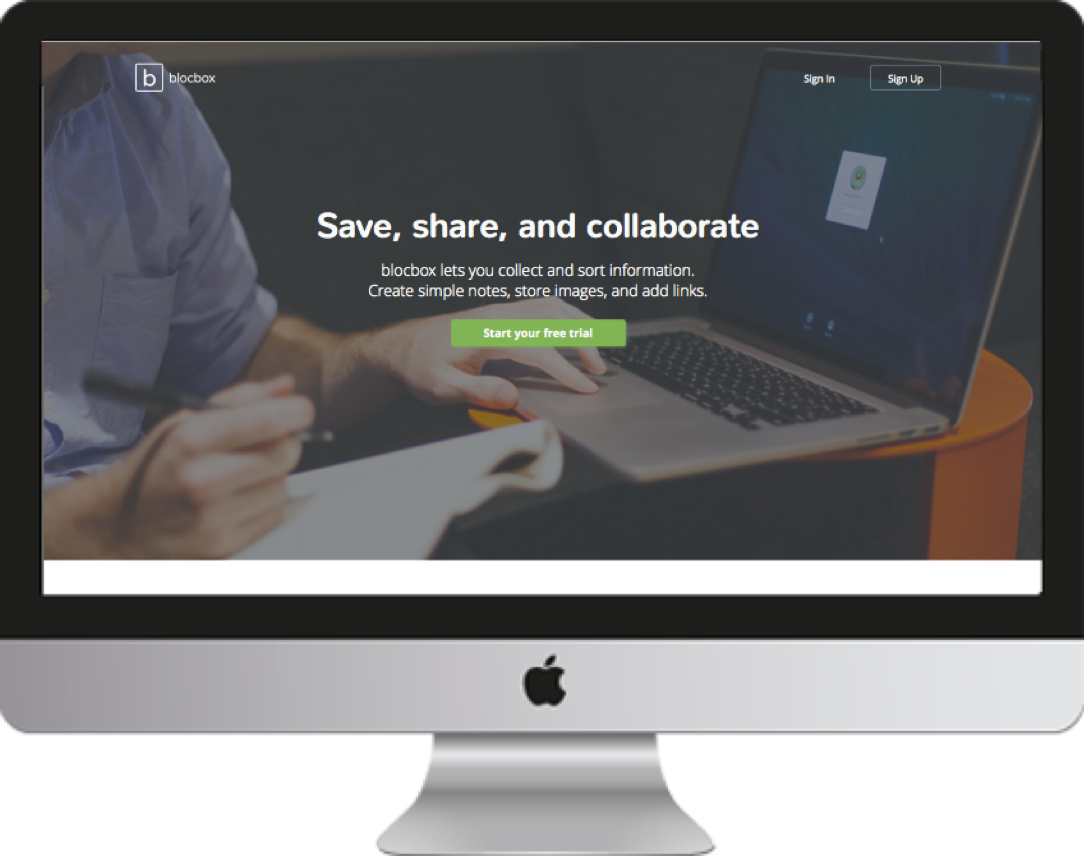 b blocbox
Sign In
Sign Up
Save, share, and collaborate
blocbox lets you collect and sort information.
Create simple notes, store images, and add links.
Start your free trial